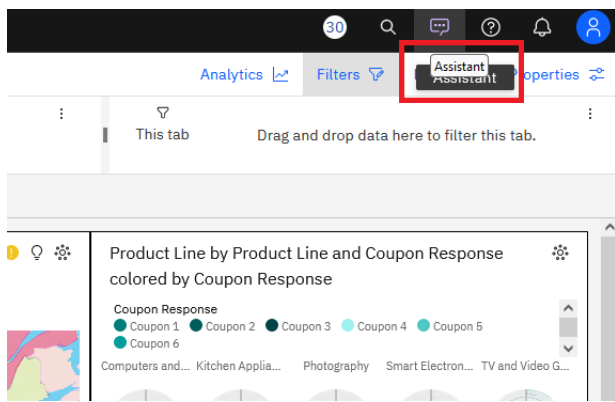 30
Analytics
Filters
Assistant
Assistant
operties
This tab
Drag and drop data here to filter this tab.
Product Line by Product Line and Coupon Response
colored by Coupon Response
Coupon Response
Coupon 1 Coupon 2 Coupon 3 Coupon 4 Coupon 5
Coupon 6
Computers and... Kitchen Applia... Photography Smart Electron... TV and Video G...